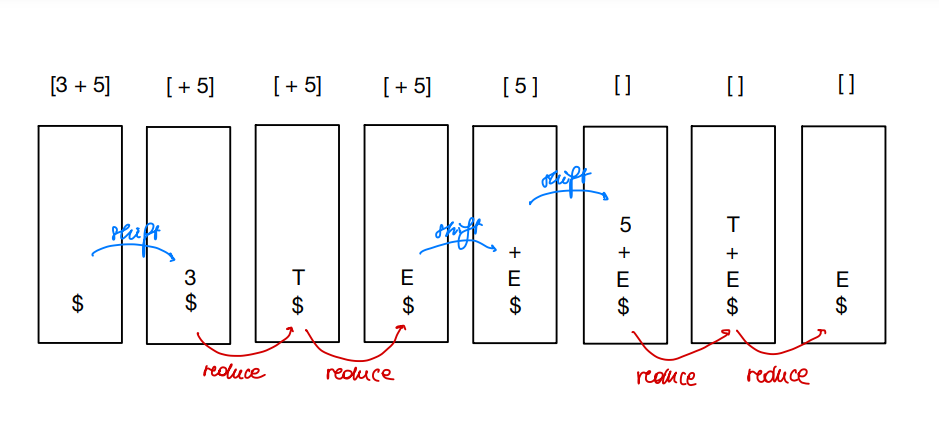 [3 + 5] [ + 5] [ + 5] [ + 5] [ 5 ] [ ] [ ] [ ]
shift
shift
shift
5 T
+ + +
3 T E E E E E
$ $ $ $ $ $ $ $
reduce reduce reduce reduce